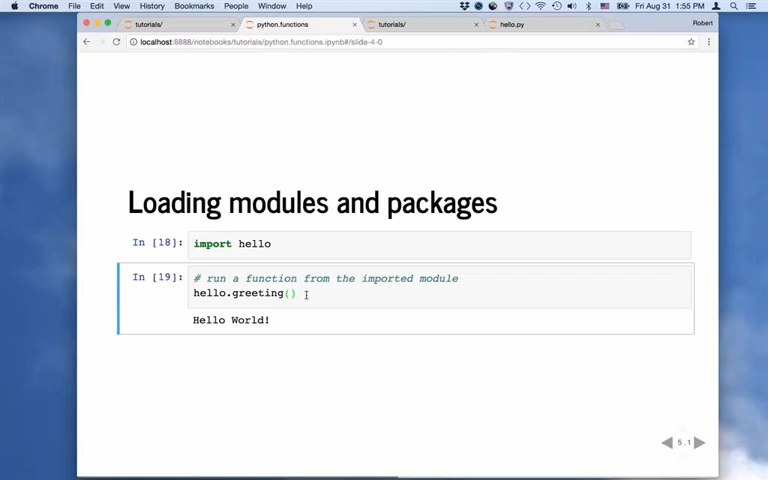 Chrome File Edit View History Bookmarks People Window Help Fri Aug 31 1:55 PM
tutorials/ python.functions tutorials/ hello.py Robert
localhost:8888/notebooks/tutorials/python.functions.ipynb#/slide-4-0
Loading modules and packages
In [18]: import hello
In [19]: # run a function from the imported module
hello.greeting()
Hello World!
5.1